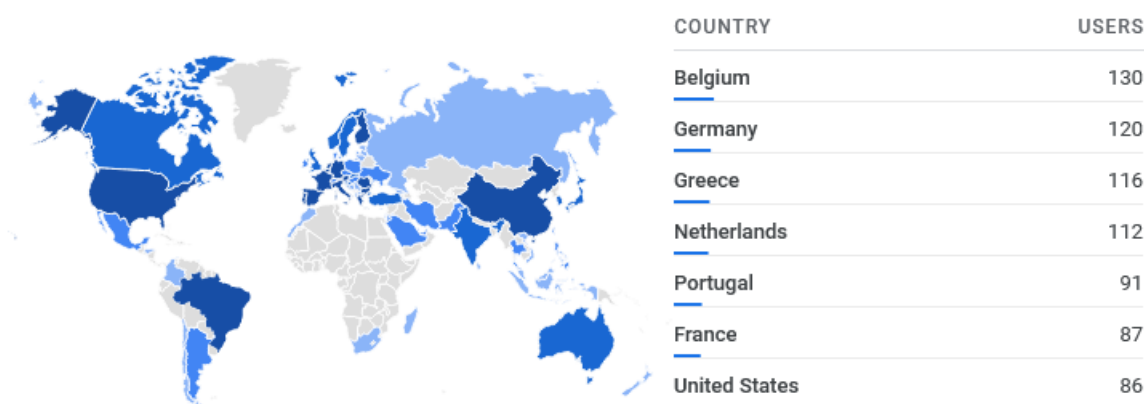 COUNTRY USERS
Belgium 130
Germany 120
Greece 116
Netherlands 112
Portugal 91
France 87
United States 86